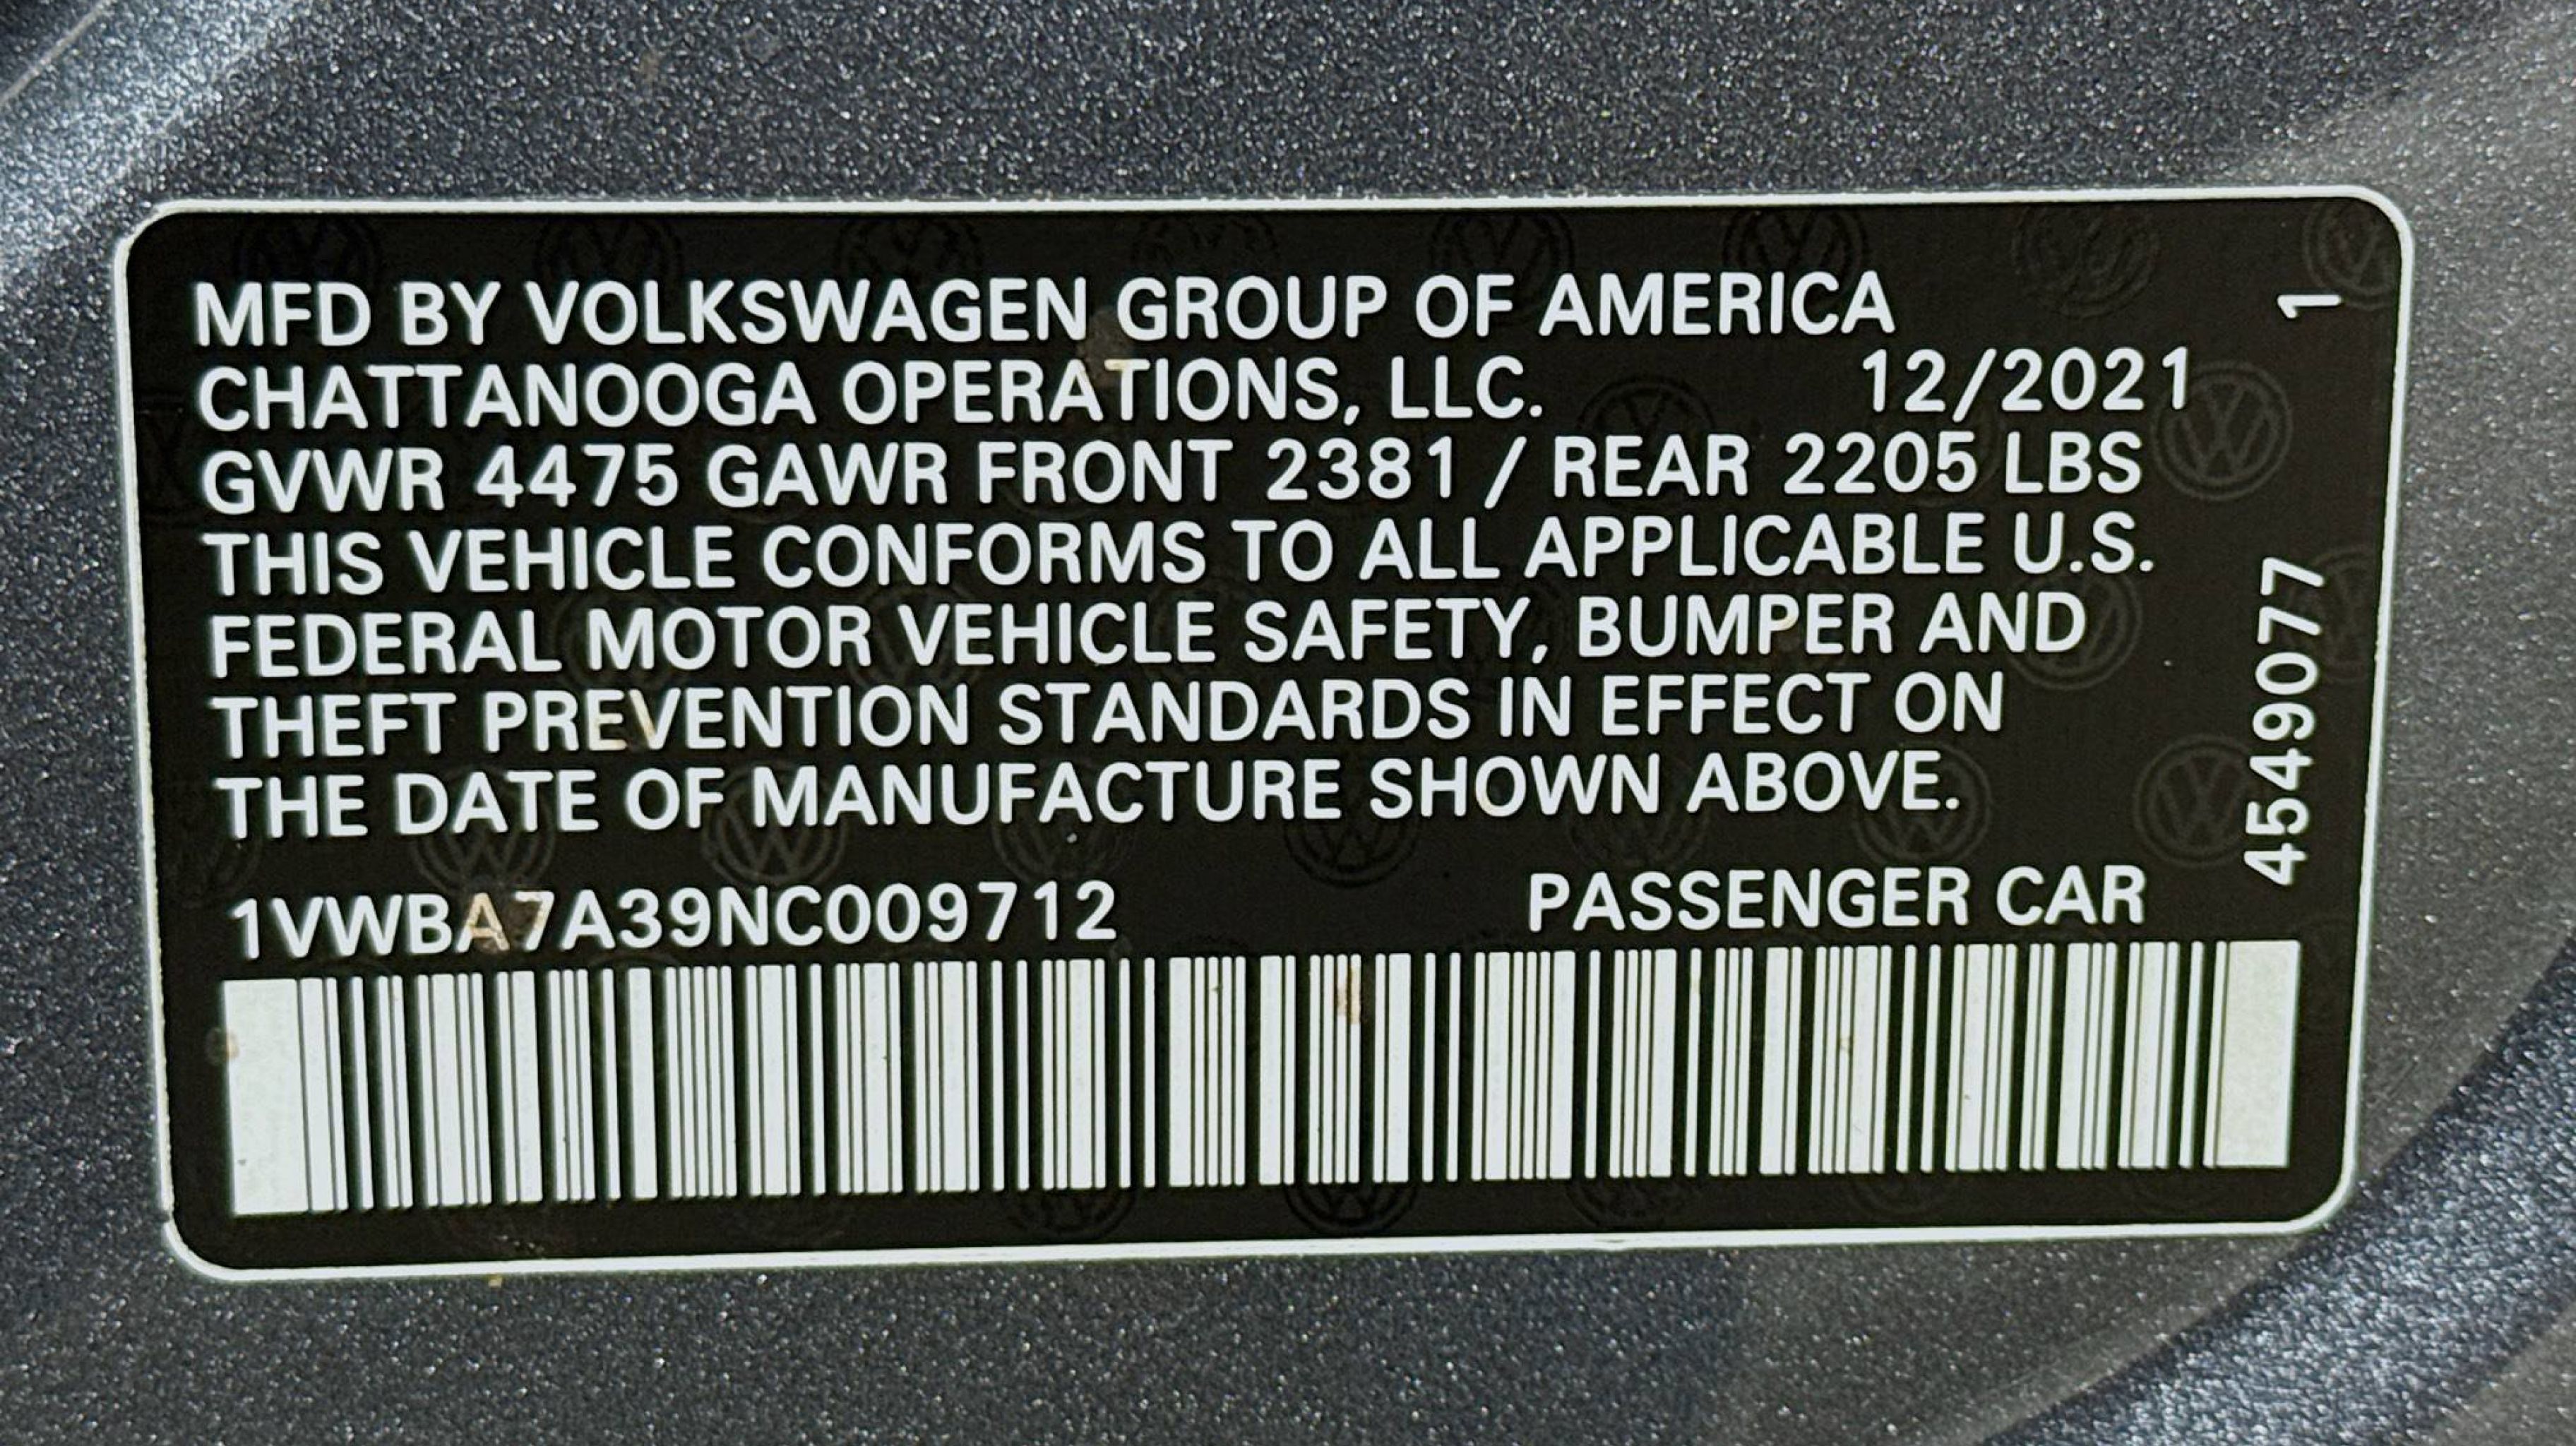 MFD BY VOLKSWAGEN GROUP OF AMERICA
CHATTANOOGA OPERATIONS, LLC. 12/2021
GVWR 4475 GAWR FRONT 2381 / REAR 2205 LBS
THIS VEHICLE CONFORMS TO ALL APPLICABLE U.S.
FEDERAL MOTOR VEHICLE SAFETY, BUMPER AND
THEFT PREVENTION STANDARDS IN EFFECT ON
THE DATE OF MANUFACTURE SHOWN ABOVE.
1VWBA7A39NC009712 PASSENGER CAR
4549077 1